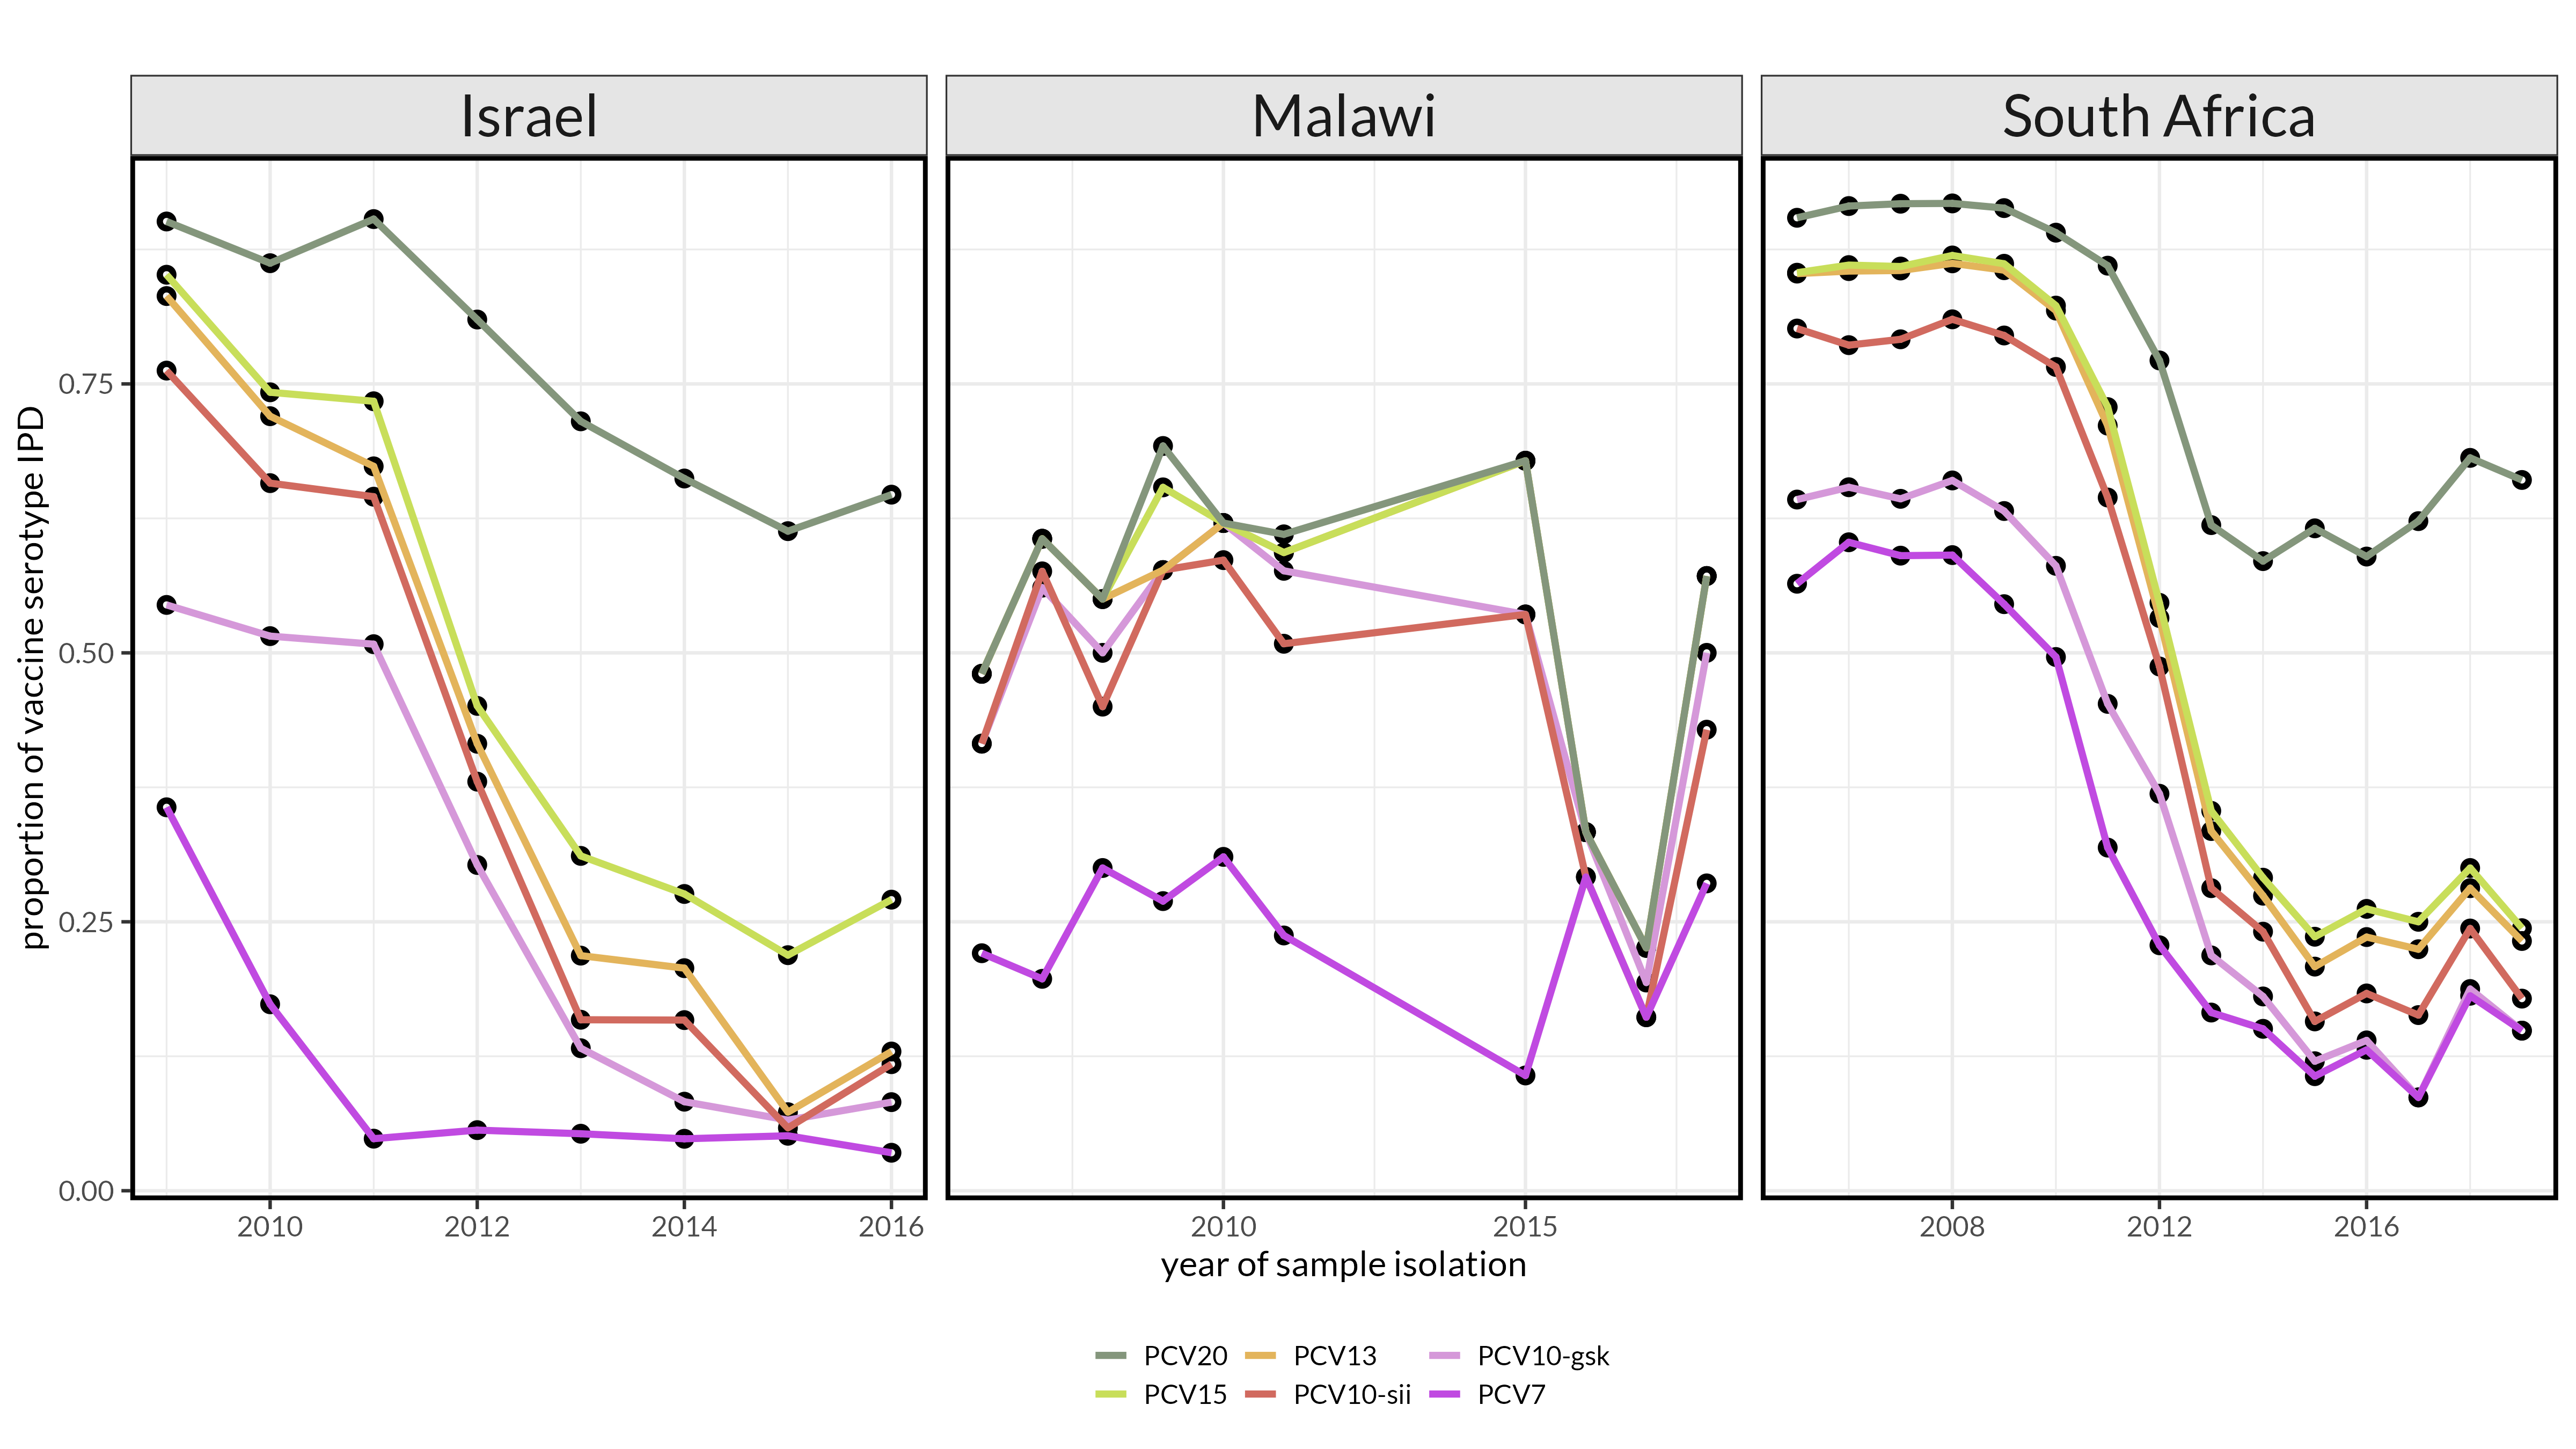 Israel
Malawi
South Africa
proportion of vaccine serotype IPD
0.75
0.50
0.25
0.00
2010 2012 2014 2016
2010 2015
2008 2012 2016
year of sample isolation
PCV20 PCV13 PCV10-gsk
PCV15 PCV10-sii PCV7